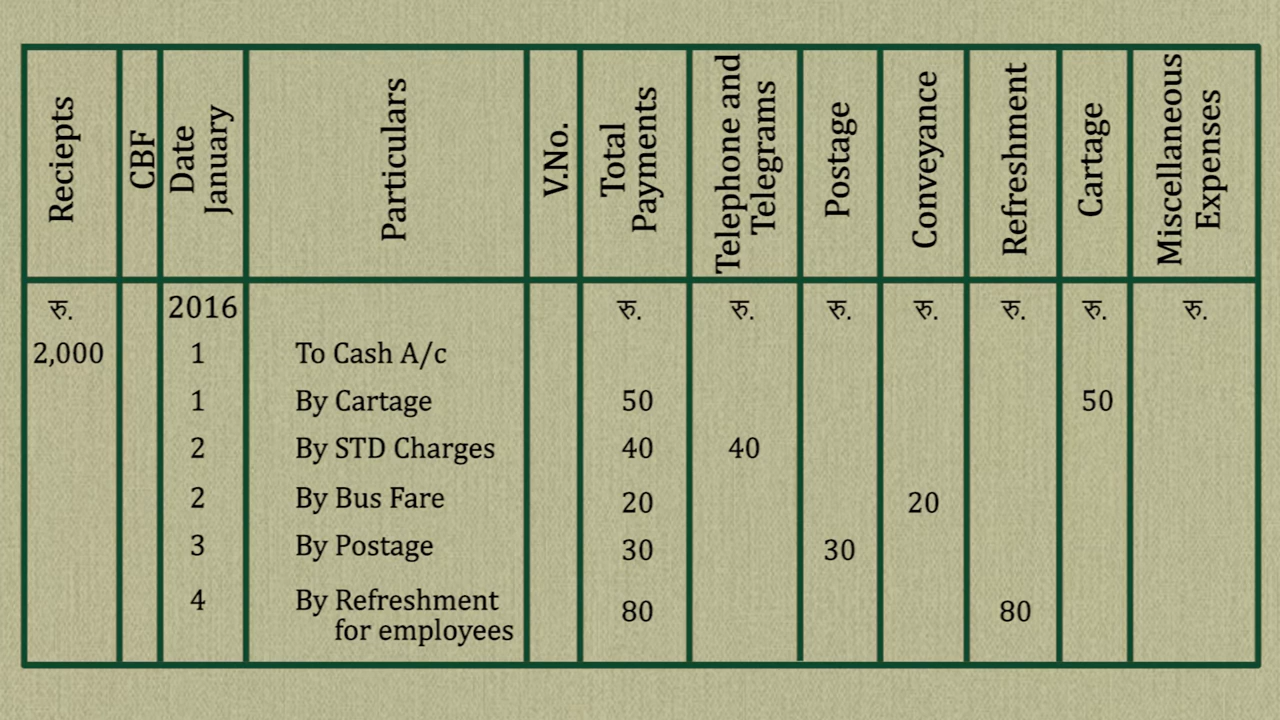 Reciepts CBF Date January Particulars V.No. Total Payments Telephone and Telegrams Postage Conveyance Refreshment Cartage Miscellaneous Expenses
रु. 2016 रु. रु. रु. रु. रु. रु. रु.
2,000 1 To Cash A/c
1 By Cartage 50 50
2 By STD Charges 40 40
2 By Bus Fare 20 20
3 By Postage 30 30
4 By Refreshment
for employees 80 80